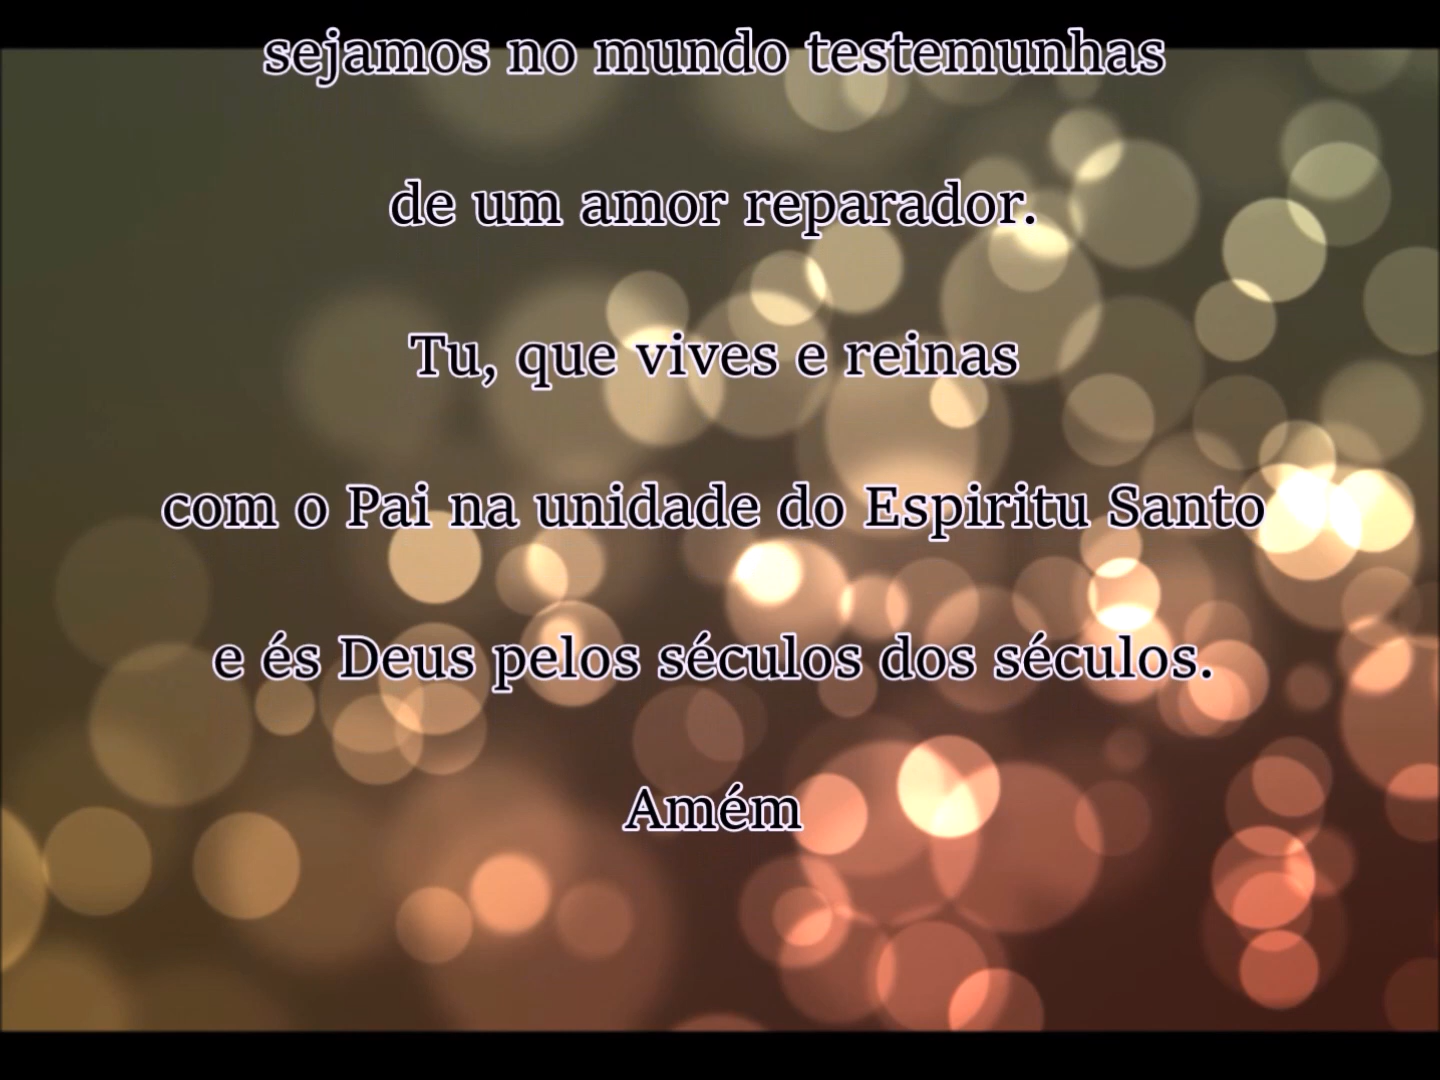 sejamos no mundo testemunhas
de um amor reparador.
Tu, que vives e reinas
com o Pai na unidade do Espiritu Santo
e és Deus pelos séculos dos séculos.
Amém